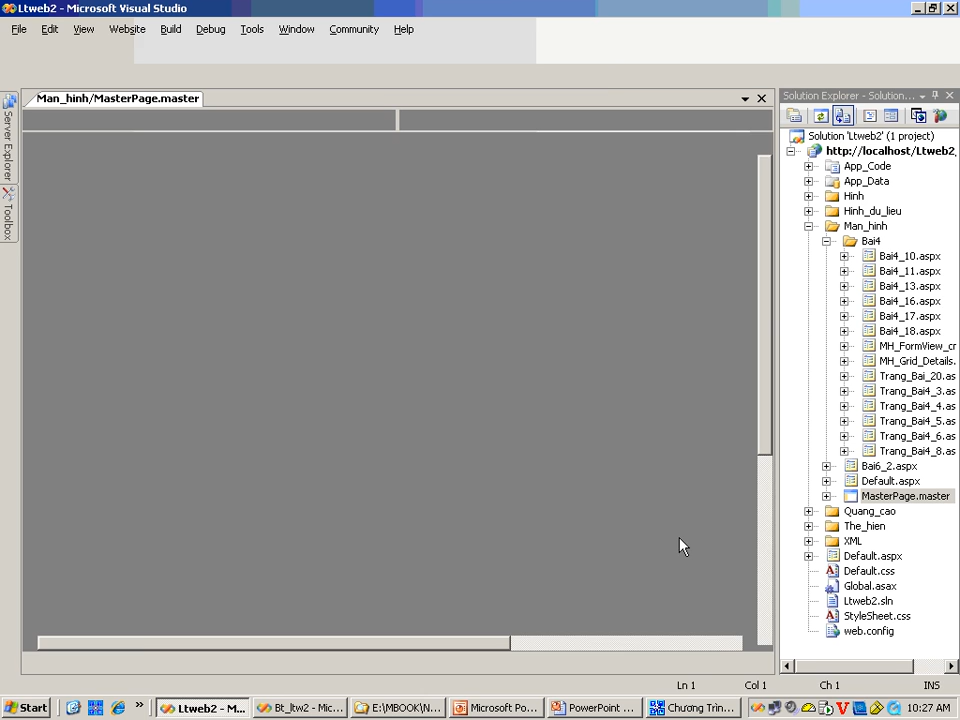 Ltweb2 - Microsoft Visual Studio
File Edit View Website Build Debug Tools Window Community Help
Man_hinh/MasterPage.master
Server Explorer
Toolbox
Solution Explorer - Solution...
Solution 'Ltweb2' (1 project)
http://localhost/Ltweb2
App_Code
App_Data
Hinh
Hinh_du_lieu
Man_hinh
Bai4
Bai4_10.aspx
Bai4_11.aspx
Bai4_13.aspx
Bai4_16.aspx
Bai4_17.aspx
Bai4_18.aspx
MH_FormView_cr
MH_Grid_Details.
Trang_Bai_20.as
Trang_Bai4_3.as
Trang_Bai4_4.as
Trang_Bai4_5.as
Trang_Bai4_6.as
Trang_Bai4_8.as
Bai6_2.aspx
Default.aspx
MasterPage.master
Quang_cao
The_hien
XML
Default.aspx
Default.css
Global.asax
Ltweb2.sln
StyleSheet.css
web.config
Ln 1 Col 1 Ch 1 INS
Start » Ltweb2 - M... Bt_ltw2 - Mic... E:\MBOOK\N... Microsoft Po... PowerPoint ... Chương Trìn... 10:27 AM